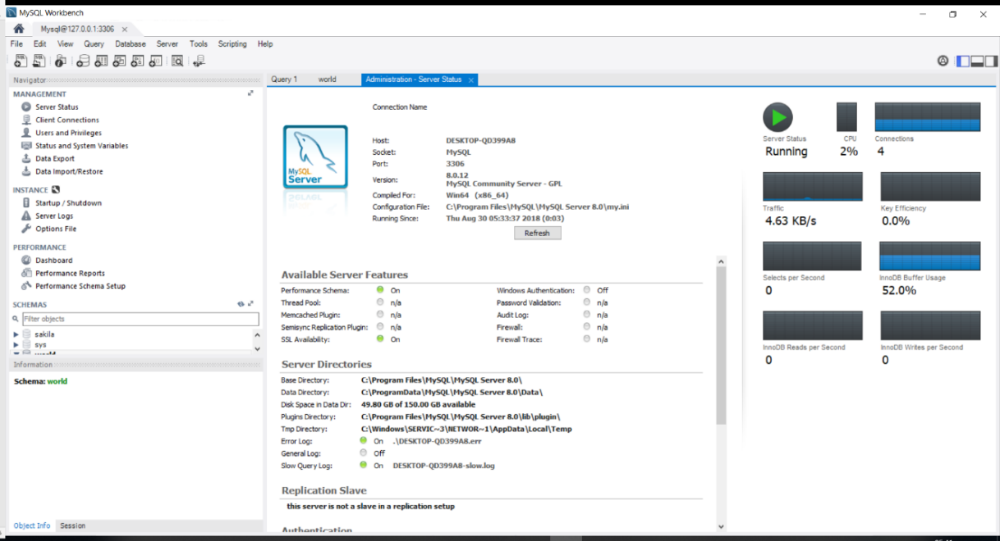 MySQL Workbench
Mysql@127.0.0.1:3306
File Edit View Query Database Server Tools Scripting Help
Navigator
MANAGEMENT
Server Status
Client Connections
Users and Privileges
Status and System Variables
Data Export
Data Import/Restore
INSTANCE
Startup / Shutdown
Server Logs
Options File
PERFORMANCE
Dashboard
Performance Reports
Performance Schema Setup
SCHEMAS
Filter objects
sakila
sys
world
Information
Schema: world
Object Info Session
Query 1 world Administration - Server Status
Connection Name
MySQL Server
Host: DESKTOP-QD399A8
Socket: MySQL
Port: 3306
Version: 8.0.12
MySQL Community Server - GPL
Compiled For: Win64 (x86_64)
Configuration File: C:\Program Files\MySQL\MySQL Server 8.0\my.ini
Running Since: Thu Aug 30 05:33:37 2018 (0:03)
Refresh
Available Server Features
Performance Schema: On Windows Authentication: Off
Thread Pool: n/a Password Validation: n/a
Memcached Plugin: n/a Audit Log: n/a
Semisync Replication Plugin: n/a Firewall: n/a
SSL Availability: On Firewall Trace: n/a
Server Directories
Base Directory: C:\Program Files\MySQL\MySQL Server 8.0\
Data Directory: C:\ProgramData\MySQL\MySQL Server 8.0\Data\
Disk Space in Data Dir: 49.80 GB of 150.00 GB available
Plugins Directory: C:\Program Files\MySQL\MySQL Server 8.0\lib\plugin\
Tmp Directory: C:\Windows\SERVIC~3\NETWOR~1\AppData\Local\Temp
Error Log: On .\DESKTOP-QD399A8.err
General Log: Off
Slow Query Log: On DESKTOP-QD399A8-slow.log
Replication Slave
this server is not a slave in a replication setup
Authentication
Server Status CPU Connections
Running 2% 4
Traffic Key Efficiency
4.63 KB/s 0.0%
Selects per Second InnoDB Buffer Usage
0 52.0%
InnoDB Reads per Second InnoDB Writes per Second
0 0